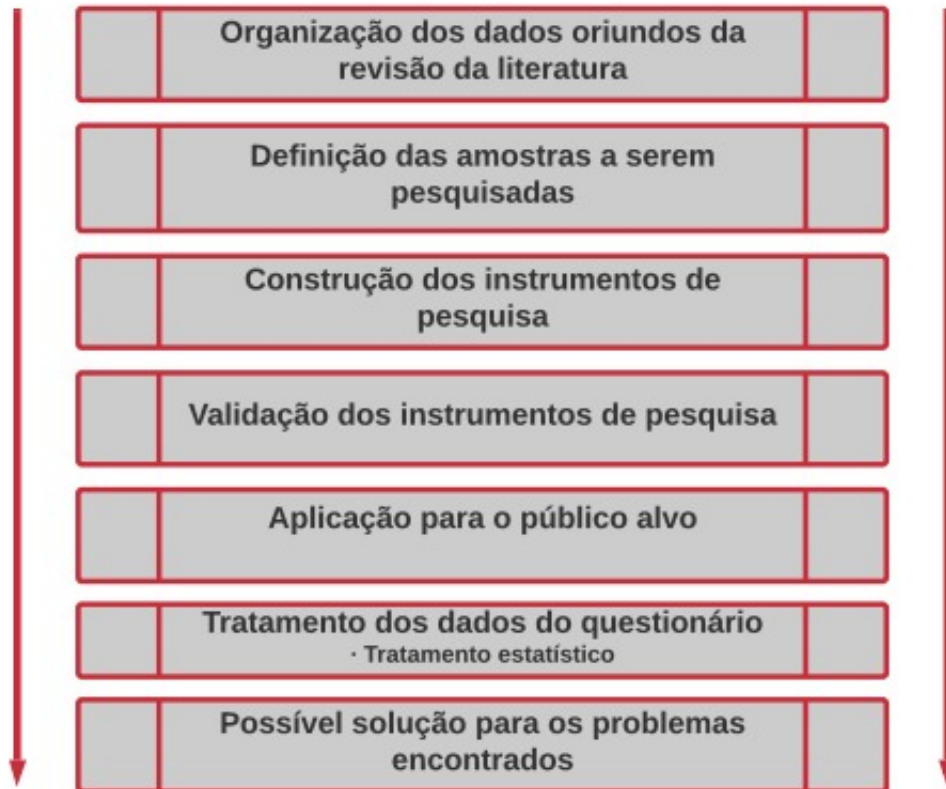 Organização dos dados oriundos da
revisão da literatura
Definição das amostras a serem
pesquisadas
Construção dos instrumentos de
pesquisa
Validação dos instrumentos de pesquisa
Aplicação para o público alvo
Tratamento dos dados do questionário
· Tratamento estatístico
Possível solução para os problemas
encontrados